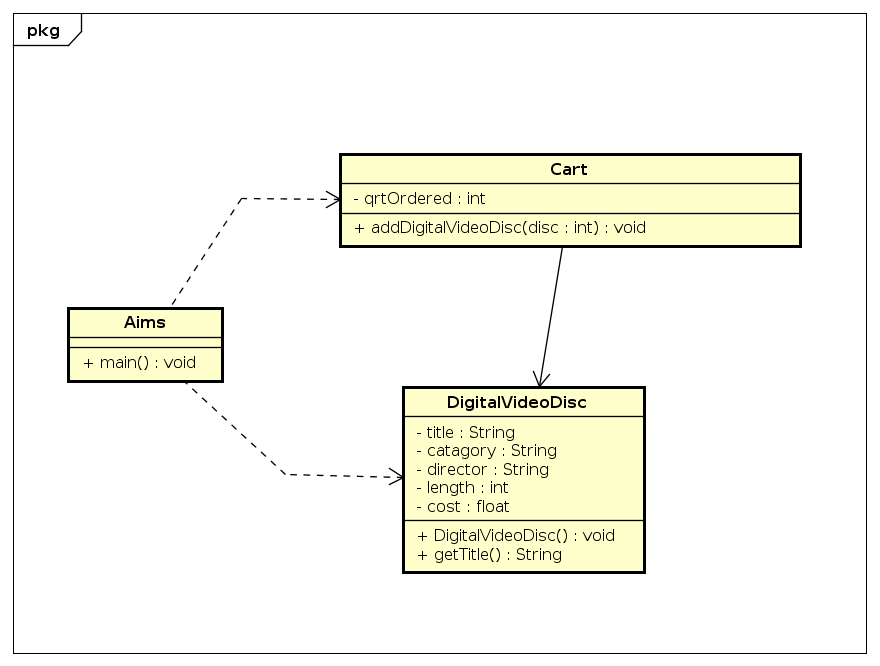 pkg
Cart
- qrtOrdered : int
+ addDigitalVideoDisc(disc : int) : void
Aims
+ main() : void
DigitalVideoDisc
- title : String
- catagory : String
- director : String
- length : int
- cost : float
+ DigitalVideoDisc() : void
+ getTitle() : String